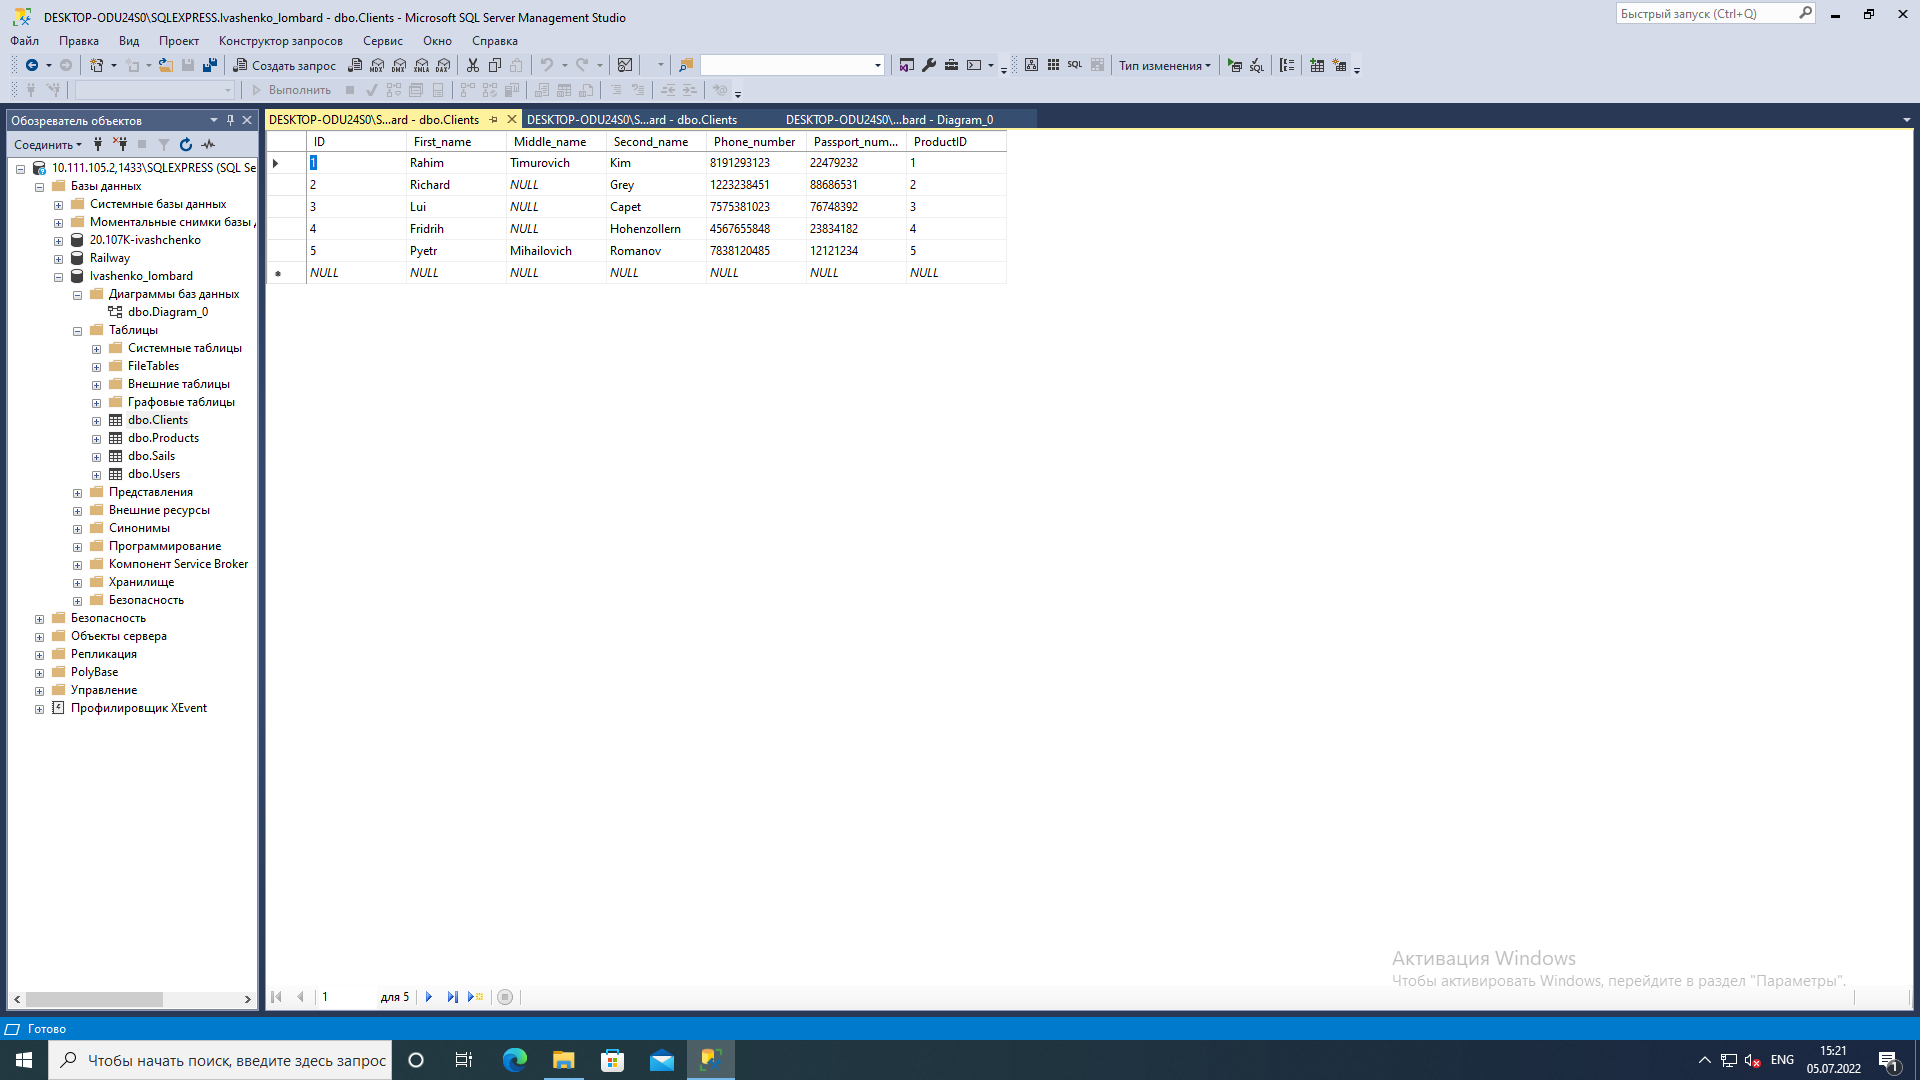 DESKTOP-ODU24S0\SQLEXPRESS.Ivashenko_lombard - dbo.Clients - Microsoft SQL Server Management Studio
Быстрый запуск (Ctrl+Q)
Файл Правка Вид Проект Конструктор запросов Сервис Окно Справка
Создать запрос MDX DMX XMLA DAX SQL Тип изменения SQL
Выполнить
Обозреватель объектов
Соединить
10.111.105.2,1433\SQLEXPRESS (SQL Se
Базы данных
Системные базы данных
Моментальные снимки базы
20.107K-ivashchenko
Railway
Ivashenko_lombard
Диаграммы баз данных
dbo.Diagram_0
Таблицы
Системные таблицы
FileTables
Внешние таблицы
Графовые таблицы
dbo.Clients
dbo.Products
dbo.Sails
dbo.Users
Представления
Внешние ресурсы
Синонимы
Программирование
Компонент Service Broker
Хранилище
Безопасность
Безопасность
Объекты сервера
Репликация
PolyBase
Управление
Профилировщик XEvent
DESKTOP-ODU24S0\S...ard - dbo.Clients DESKTOP-ODU24S0\S...ard - dbo.Clients DESKTOP-ODU24S0\...bard - Diagram_0
ID First_name Middle_name Second_name Phone_number Passport_num... ProductID
1 Rahim Timurovich Kim 8191293123 22479232 1
2 Richard NULL Grey 1223238451 88686531 2
3 Lui NULL Capet 7575381023 76748392 3
4 Fridrih NULL Hohenzollern 4567655848 23834182 4
5 Pyetr Mihailovich Romanov 7838120485 12121234 5
NULL NULL NULL NULL NULL NULL NULL
Активация Windows
Чтобы активировать Windows, перейдите в раздел "Параметры".
1 для 5
Готово
Чтобы начать поиск, введите здесь запрос
ENG
15:21
05.07.2022
1